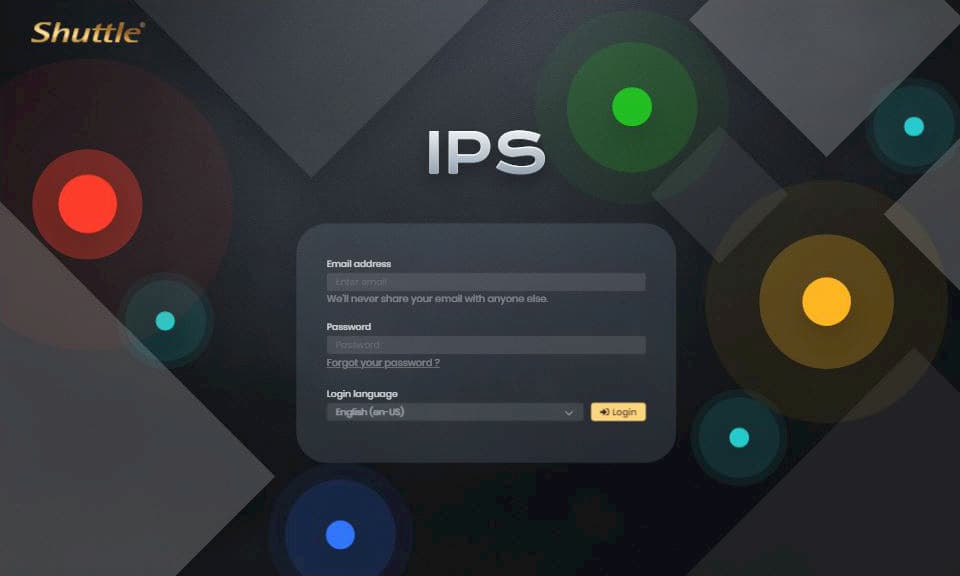 Shuttle®
IPS
Email address
Enter email
We'll never share your email with anyone else.
Password
Password
Forgot your password ?
Login language
English (en-US)
Login